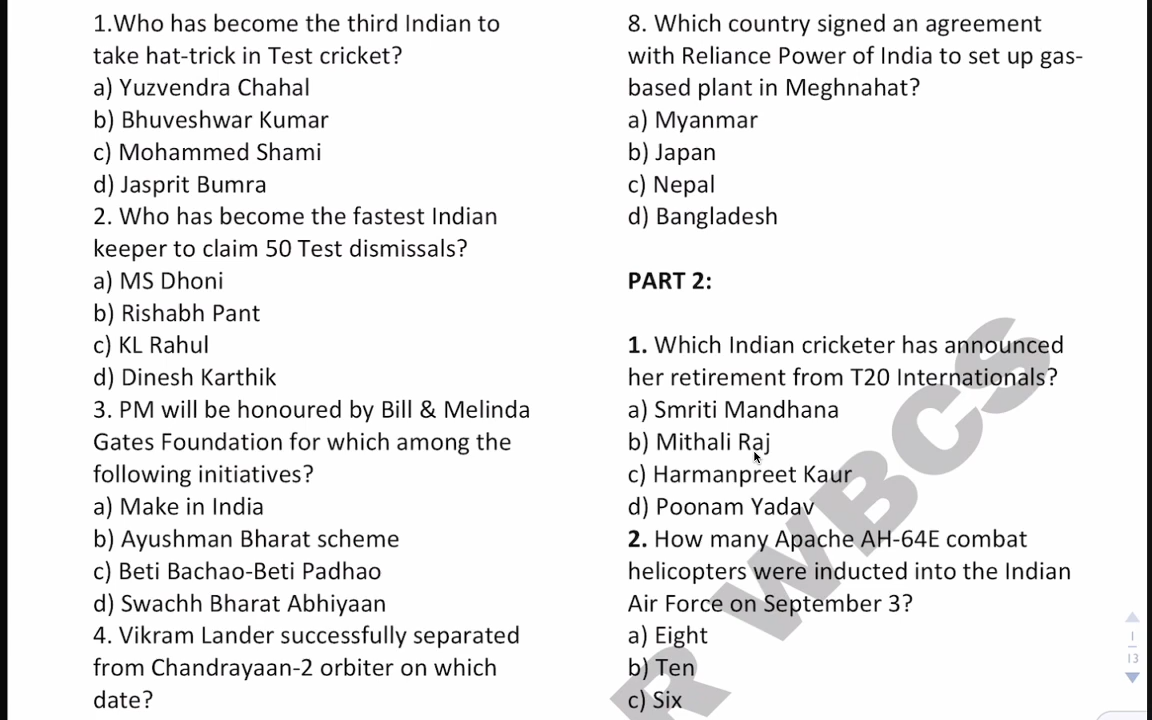 1.Who has become the third Indian to
take hat-trick in Test cricket?
a) Yuzvendra Chahal
b) Bhuveshwar Kumar
c) Mohammed Shami
d) Jasprit Bumra
2. Who has become the fastest Indian
keeper to claim 50 Test dismissals?
a) MS Dhoni
b) Rishabh Pant
c) KL Rahul
d) Dinesh Karthik
3. PM will be honoured by Bill & Melinda
Gates Foundation for which among the
following initiatives?
a) Make in India
b) Ayushman Bharat scheme
c) Beti Bachao-Beti Padhao
d) Swachh Bharat Abhiyaan
4. Vikram Lander successfully separated
from Chandrayaan-2 orbiter on which
date?
8. Which country signed an agreement
with Reliance Power of India to set up gas-
based plant in Meghnahat?
a) Myanmar
b) Japan
c) Nepal
d) Bangladesh
PART 2:
1. Which Indian cricketer has announced
her retirement from T20 Internationals?
a) Smriti Mandhana
b) Mithali Raj
c) Harmanpreet Kaur
d) Poonam Yadav
2. How many Apache AH-64E combat
helicopters were inducted into the Indian
Air Force on September 3?
a) Eight
b) Ten
c) Six
R WBCS
1
13